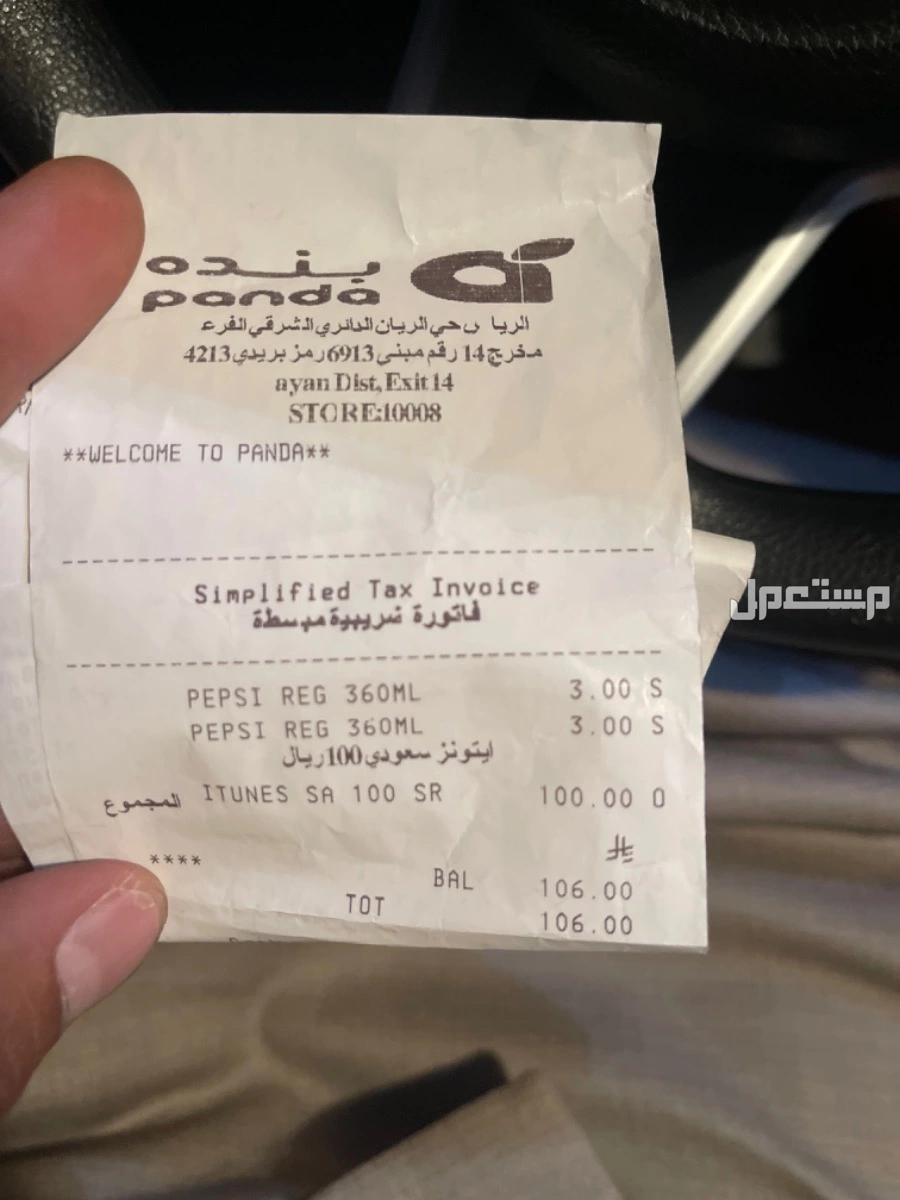 بنده
panda
الريا ض حي الريان الدائري الشرقي الفرع
مخرج 14 رقم مبنى 6913 رمز بريدي 4213
ayan Dist, Exit 14
STORE:10008
**WELCOME TO PANDA**
Simplified Tax Invoice
فاتورة ضريبية مبسطة
PEPSI REG 360ML 3.00 S
PEPSI REG 360ML 3.00 S
ايتونز سعودي 100 ريال
ITUNES SA 100 SR 100.00 O
المجموع
****
BAL 106.00
TOT 106.00
مستعمل